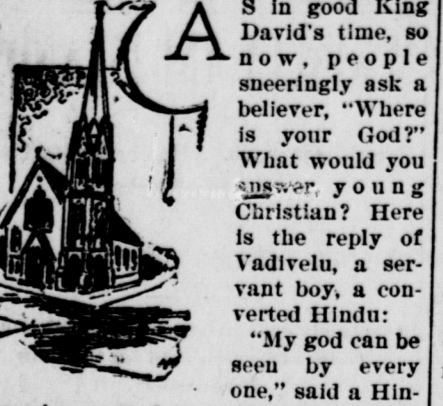 AS in good King
David's time, so
now, people
sneeringly ask a
believer, "Where
is your God?"
What would you
answer, young
Christian? Here
is the reply of
Vadivelu, a ser-
vant boy, a con-
verted Hindu:
"My god can be
seen by every
one," said a Hin-